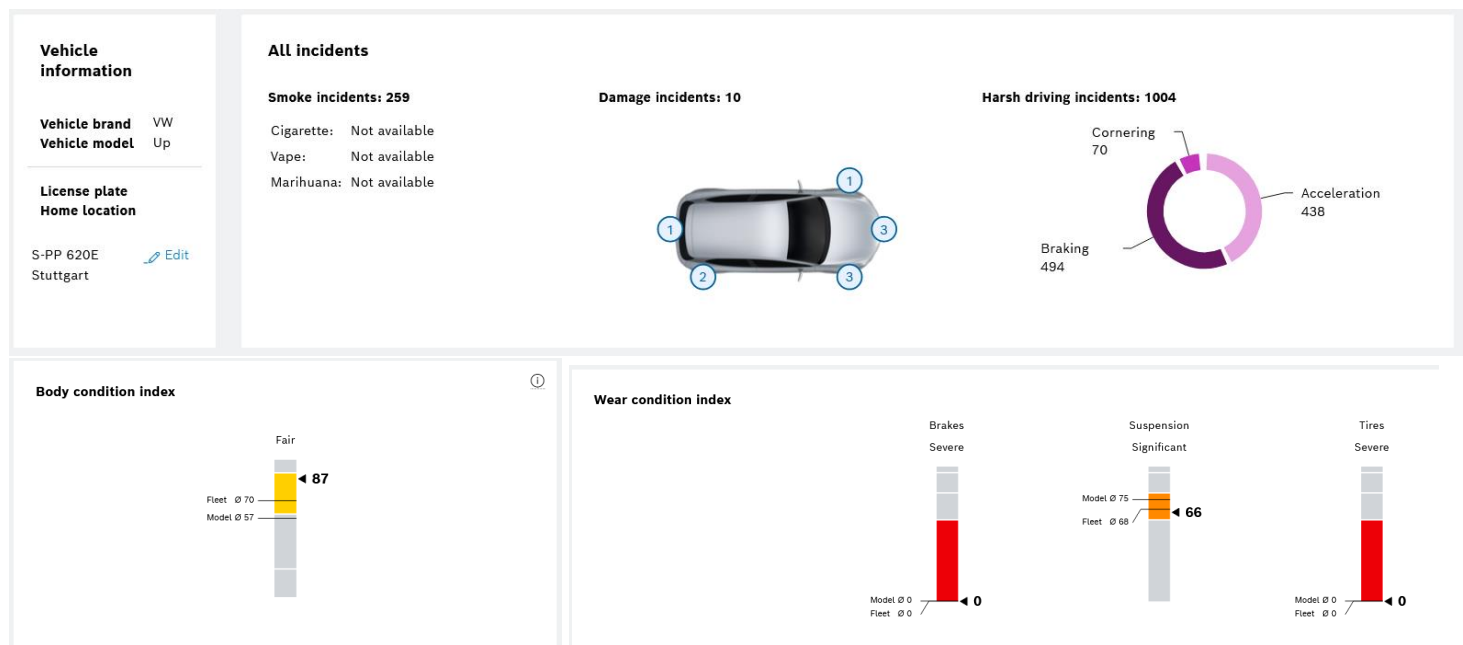 Vehicle
information
Vehicle brand VW
Vehicle model Up
License plate
Home location
S-PP 620E Edit
Stuttgart
All incidents
Smoke incidents: 259
Cigarette: Not available
Vape: Not available
Marihuana: Not available
Damage incidents: 10
1
1
3
2
3
Harsh driving incidents: 1004
Cornering
70
Acceleration
438
Braking
494
Body condition index
Fair
87
Fleet Ø 70
Model Ø 57
Wear condition index
Brakes
Severe
Model Ø 0
Fleet Ø 0
0
Suspension
Significant
Model Ø 75
Fleet Ø 68
66
Tires
Severe
Model Ø 0
Fleet Ø 0
0